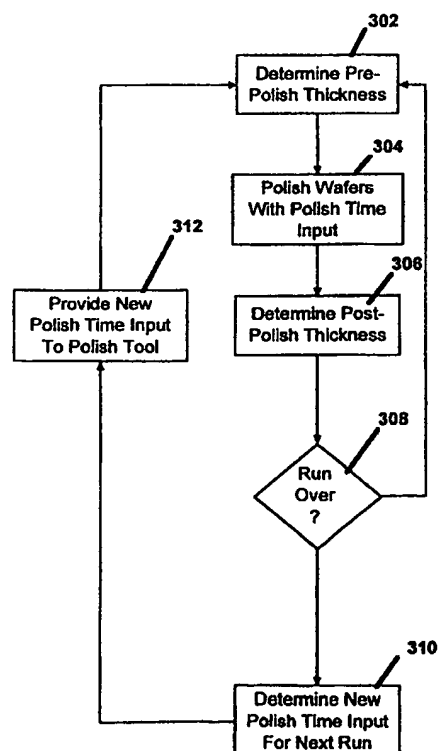 302
Determine Pre-
Polish Thickness
304
Polish Wafers
With Polish Time
Input
312
Provide New
Polish Time Input
To Polish Tool
306
Determine Post-
Polish Thickness
308
Run
Over
?
310
Determine New
Polish Time Input
For Next Run